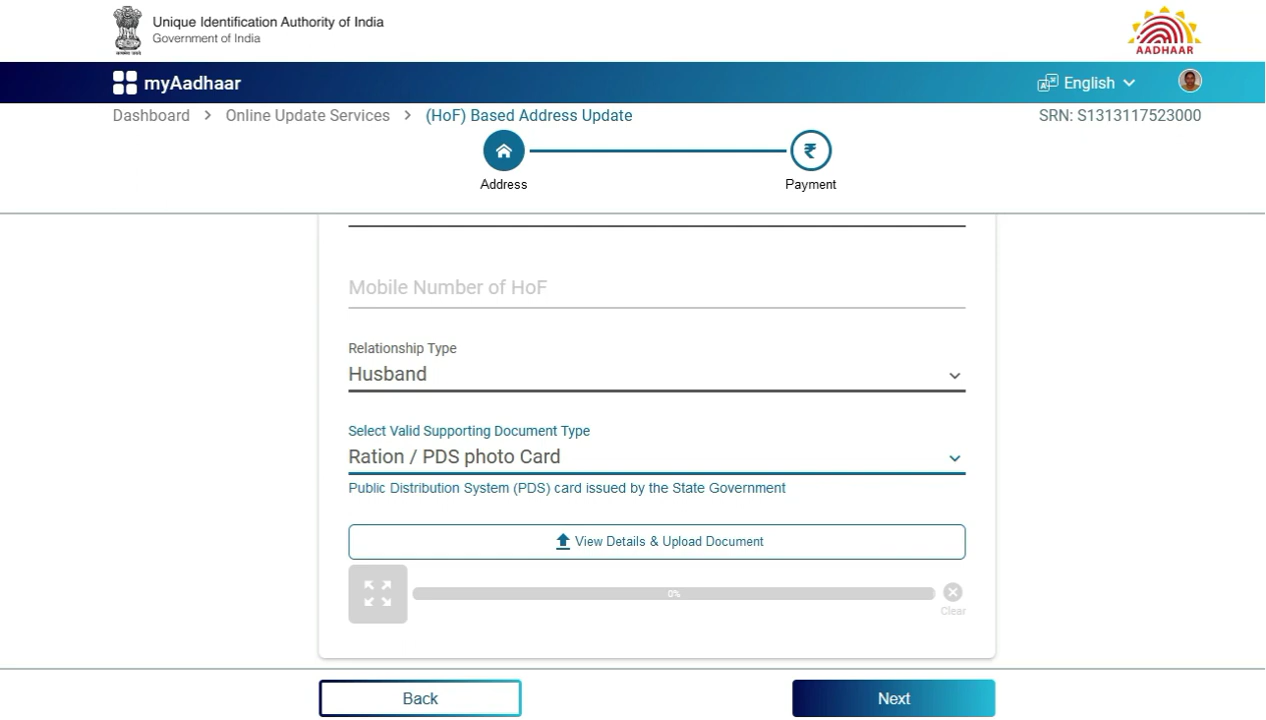 Unique Identification Authority of India
Government of India
AADHAAR
myAadhaar
English
Dashboard > Online Update Services > (HoF) Based Address Update
SRN: S1313117523000
Address
Payment
Mobile Number of HoF
Relationship Type
Husband
Select Valid Supporting Document Type
Ration / PDS photo Card
Public Distribution System (PDS) card issued by the State Government
View Details & Upload Document
0%
Clear
Back
Next